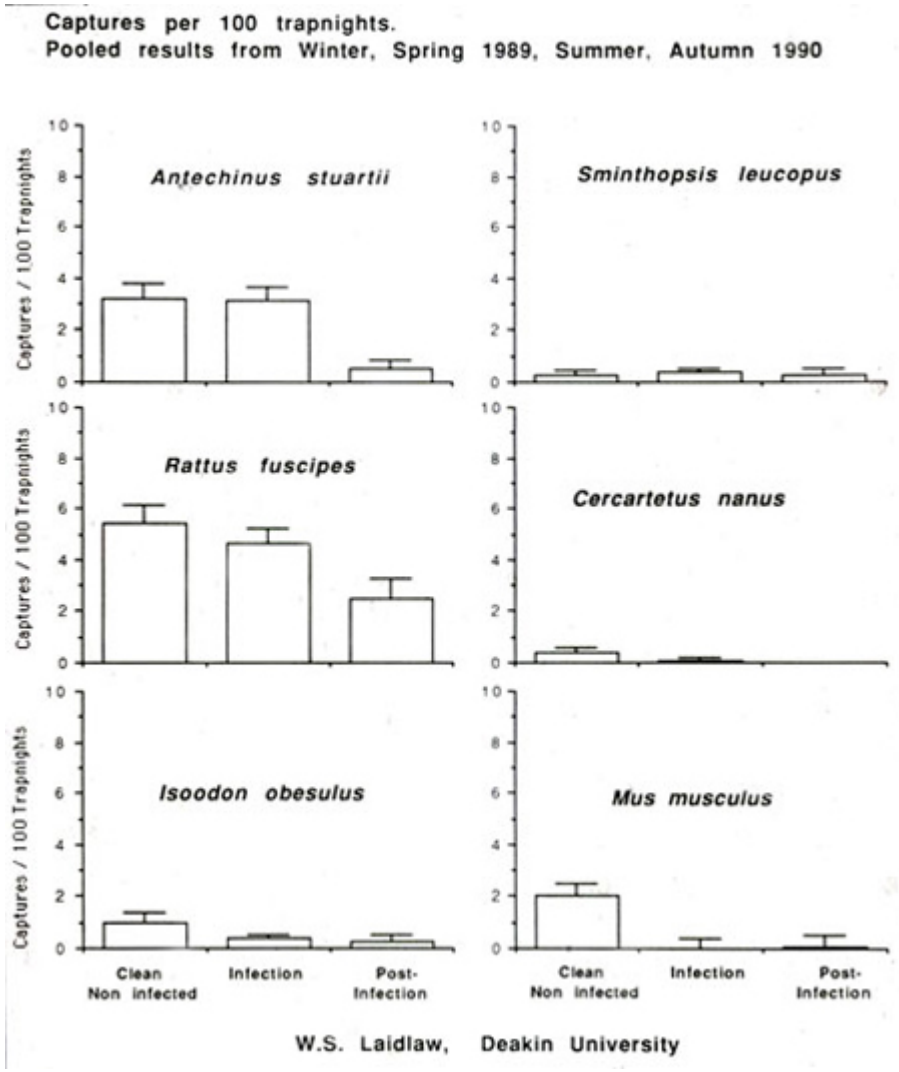 Captures per 100 trapnights.
Pooled results from Winter, Spring 1989, Summer, Autumn 1990
10
8
6
4
2
0
Captures / 100 Trapnights
Antechinus stuartii
10
8
6
4
2
0
Sminthopsis leucopus
10
8
6
4
2
0
Captures / 100 Trapnights
Rattus fuscipes
10
8
6
4
2
0
Cercartetus nanus
10
8
6
4
2
0
Captures / 100 Trapnights
Isoodon obesulus
Clean
Non infected
Infection
Post-
Infection
10
8
6
4
2
0
Mus musculus
Clean
Non infected
Infection
Post-
Infection
W.S. Laidlaw, Deakin University